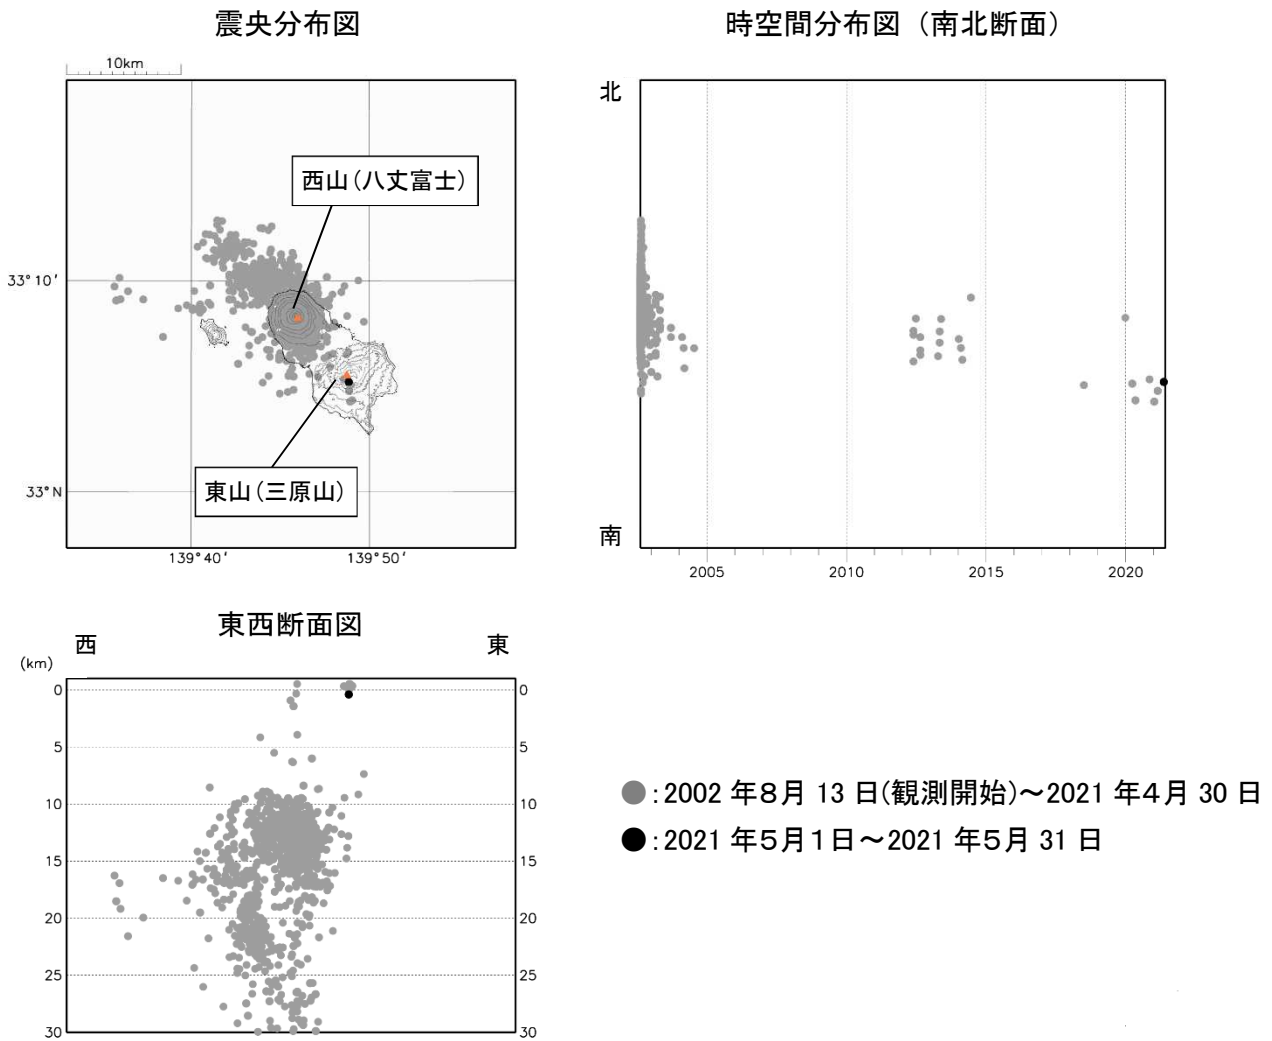 震央分布図
10km
西山(八丈富士)
33°10′
33°N
東山(三原山)
139°40′
139°50′
時空間分布図（南北断面）
北
南
2005
2010
2015
2020
東西断面図
西
東
(km)
0
0
5
5
10
10
15
15
20
20
25
25
30
30
●:2002 年８月 13 日(観測開始)～2021 年４月 30 日
●:2021 年５月１日～2021 年５月 31 日